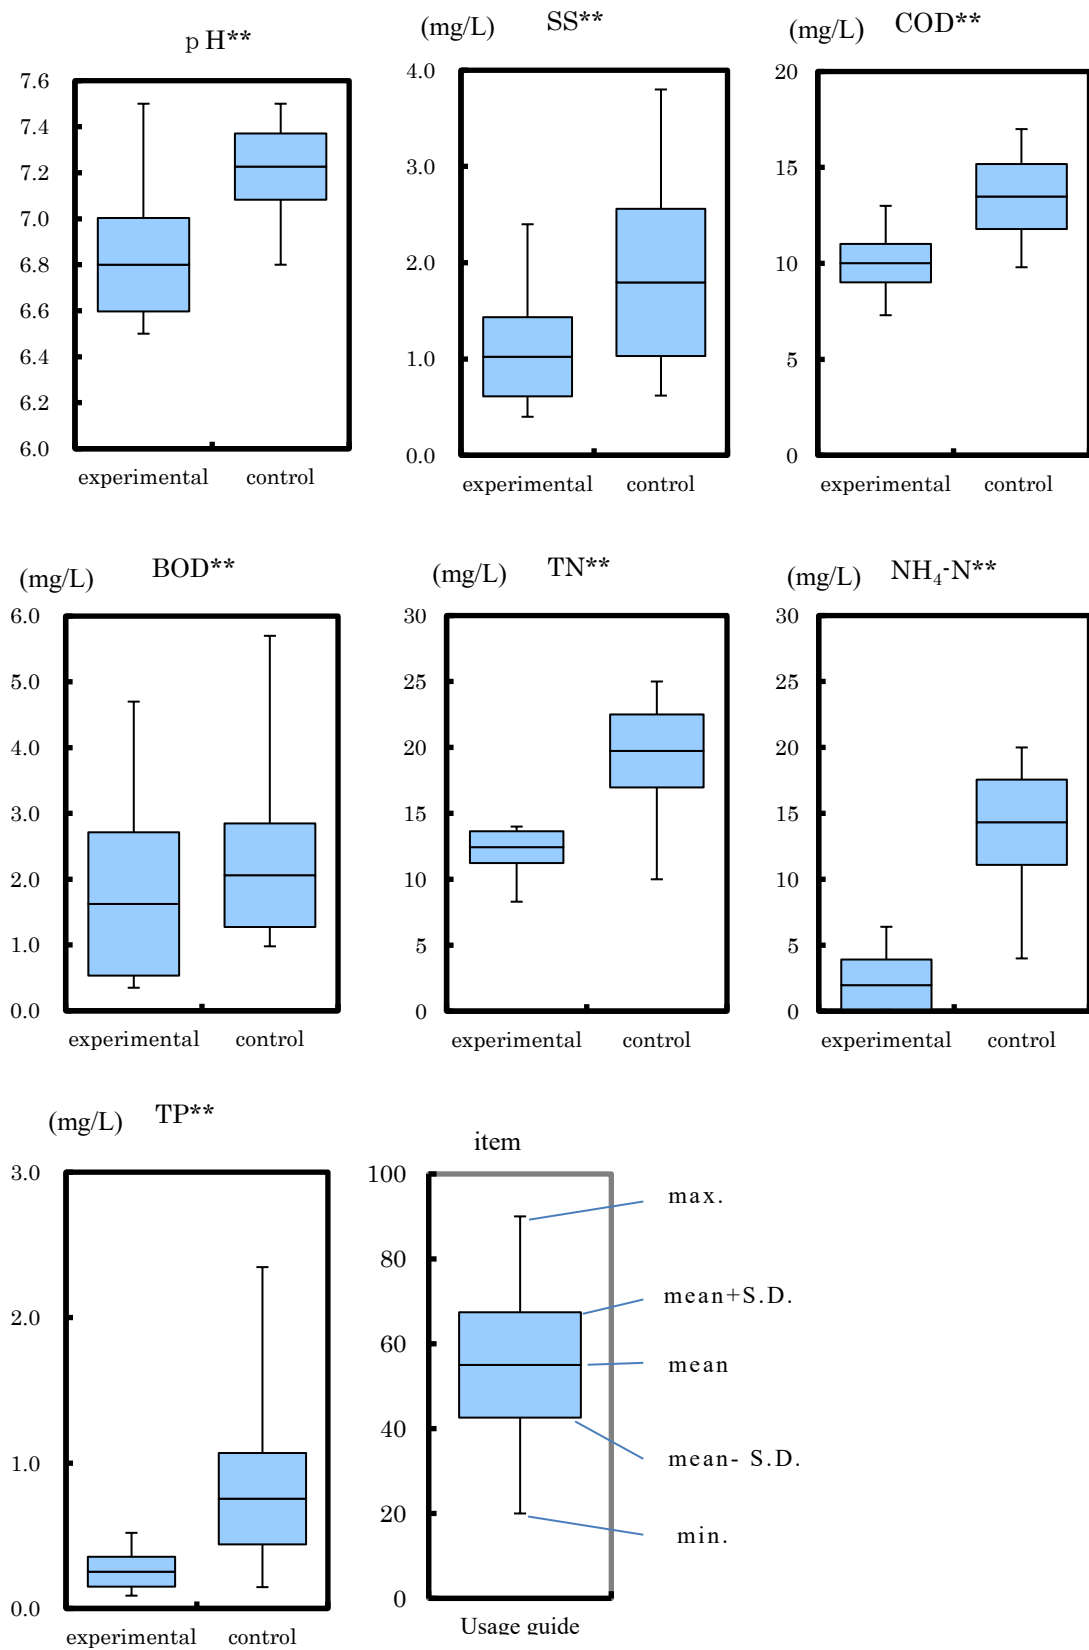 p H**
7.6
7.4
7.2
7.0
6.8
6.6
6.4
6.2
6.0
experimental control
(mg/L) SS**
4.0
3.0
2.0
1.0
0.0
experimental control
(mg/L) COD**
20
15
10
5
0
experimental control
(mg/L) BOD**
6.0
5.0
4.0
3.0
2.0
1.0
0.0
experimental control
(mg/L) TN**
30
25
20
15
10
5
0
experimental control
(mg/L) NH₄-N**
30
25
20
15
10
5
0
experimental control
(mg/L) TP**
3.0
2.0
1.0
0.0
experimental control
item
100
80
60
40
20
0
max.
mean+S.D.
mean
mean- S.D.
min.
Usage guide